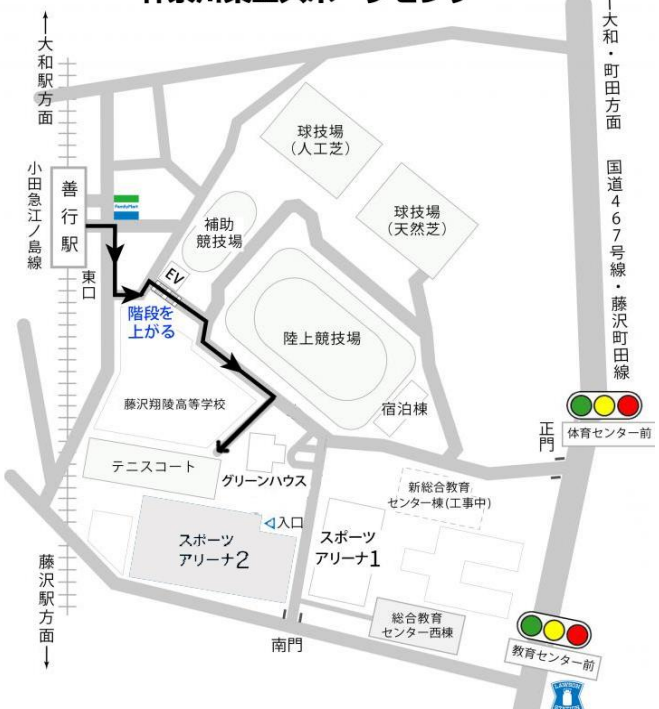 大和駅方面
大和・町田方面
国道467号線・藤沢町田線
小田急江ノ島線
善行駅
東口
FamilyMart
球技場
(人工芝)
球技場
(天然芝)
補助
競技場
EV
階段を
上がる
陸上競技場
宿泊棟
藤沢翔陵高等学校
体育センター前
正門
テニスコート
グリーンハウス
新総合教育
センター棟(工事中)
入口
スポーツ
アリーナ2
スポーツ
アリーナ1
総合教育
センター西棟
藤沢駅方面
南門
教育センター前
LAWSON
STATION